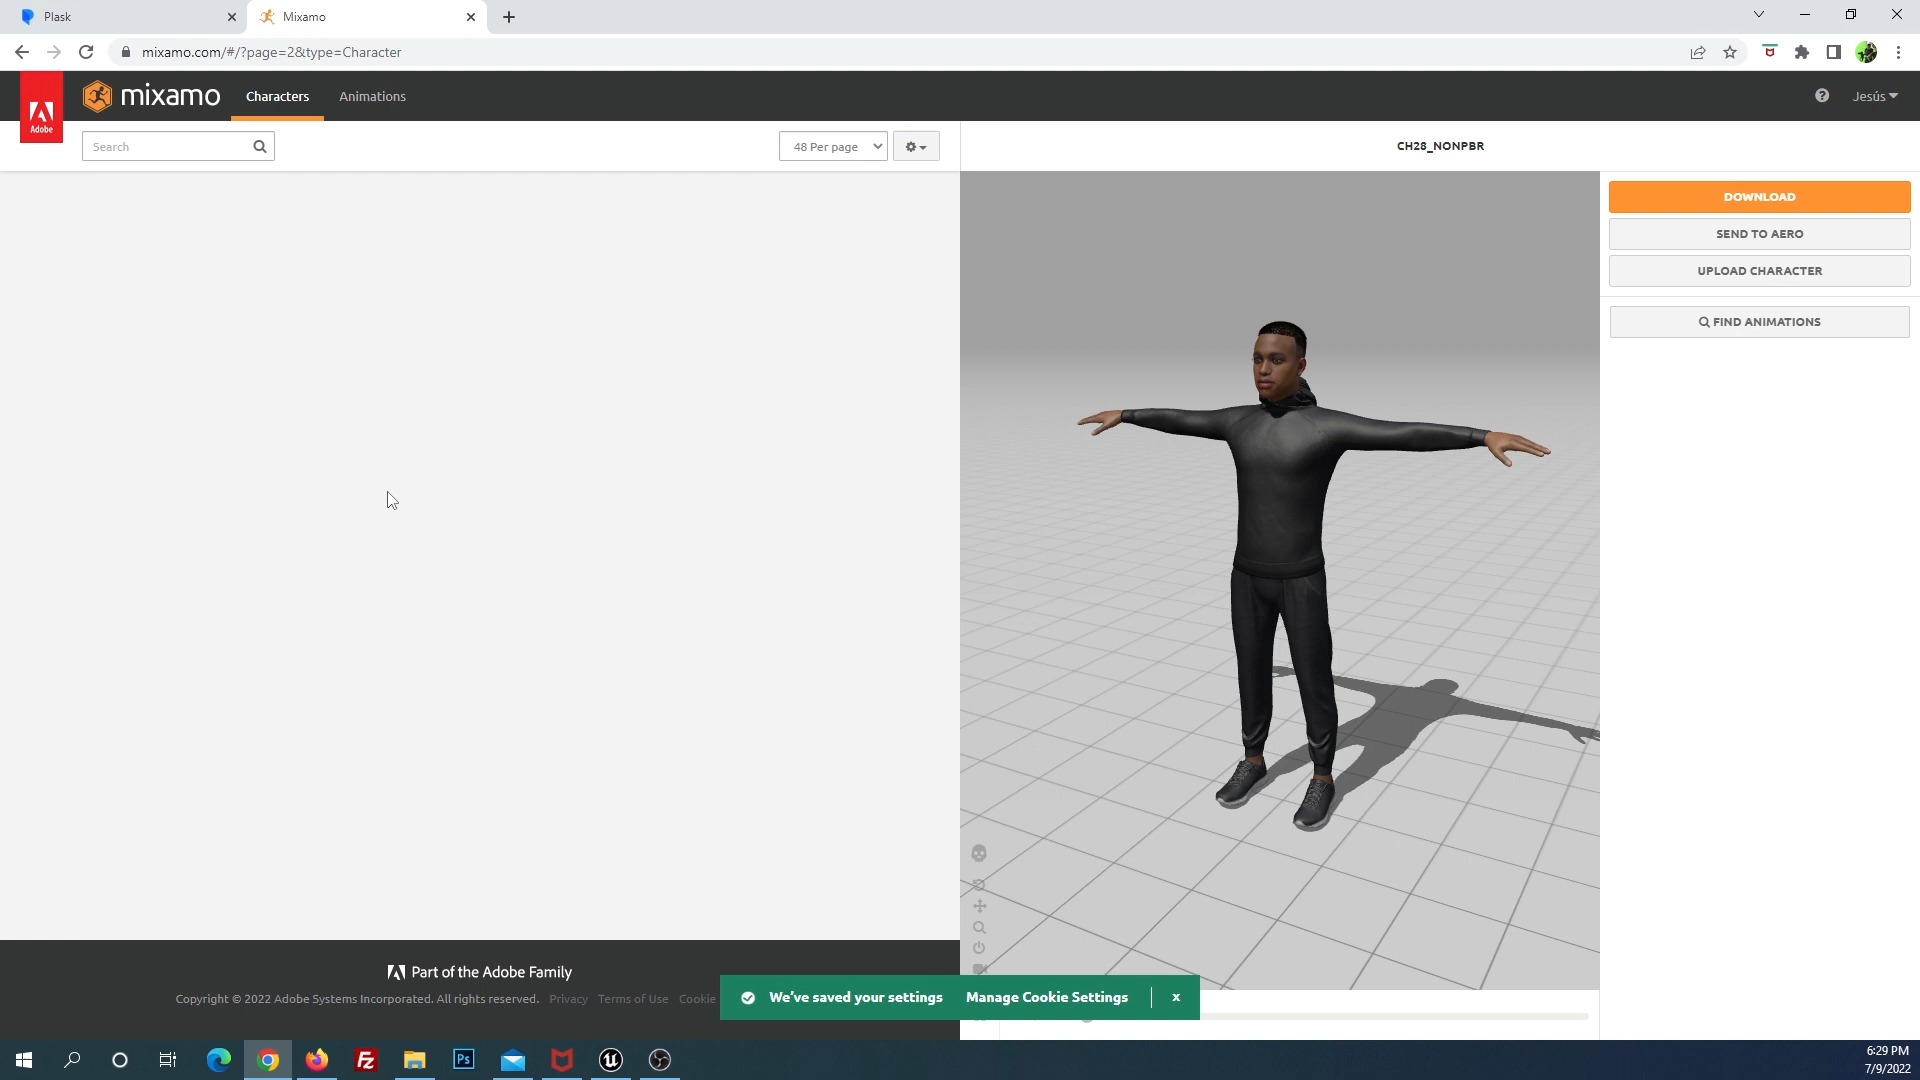 Plask
Mixamo
mixamo.com/#/?page=2&type=Character
Adobe
mixamo
Characters
Animations
Jesús
Search
48 Per page
CH28_NONPBR
DOWNLOAD
SEND TO AERO
UPLOAD CHARACTER
FIND ANIMATIONS
Part of the Adobe Family
Copyright © 2022 Adobe Systems Incorporated. All rights reserved. Privacy Terms of Use Cookie
We've saved your settings Manage Cookie Settings x
Fz
Ps
6:29 PM
7/9/2022